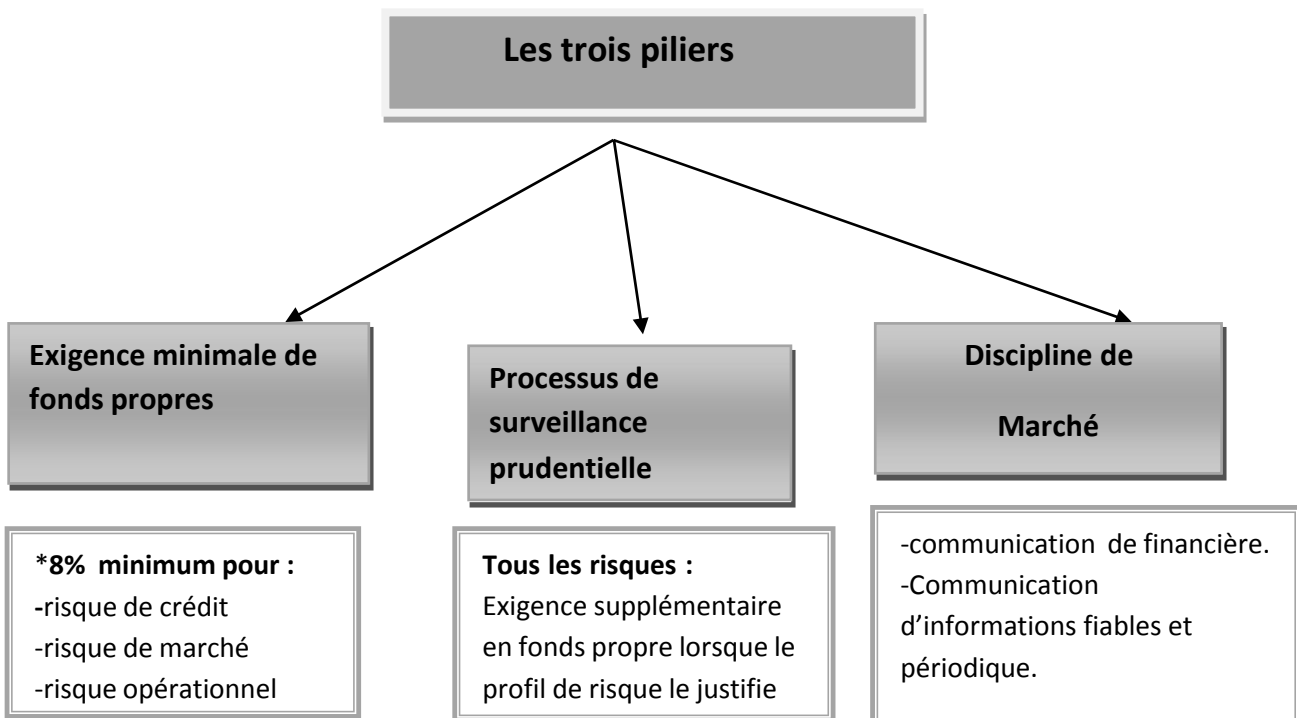 Les trois piliers
Exigence minimale de
fonds propres
Processus de
surveillance
prudentielle
Discipline de
Marché
*8% minimum pour :
-risque de crédit
-risque de marché
-risque opérationnel
Tous les risques :
Exigence supplémentaire
en fonds propre lorsque le
profil de risque le justifie
-communication de financière.
-Communication
d’informations fiables et
périodique.